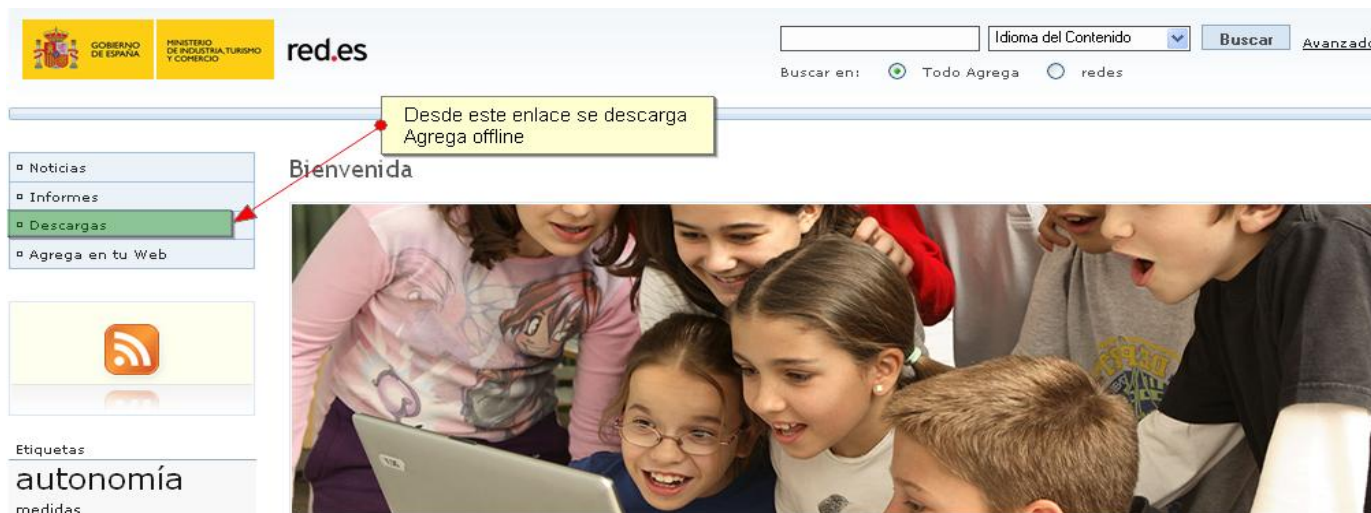 GOBIERNO
DE ESPAÑA
MINISTERIO
DE INDUSTRIA, TURISMO
Y COMERCIO
red.es
Idioma del Contenido
Buscar
Avanzado
Buscar en:
Todo Agrega
redes
Desde este enlace se descarga
Agrega offline
Noticias
Informes
Descargas
Agrega en tu Web
Bienvenida
Etiquetas
autonomía
medidas